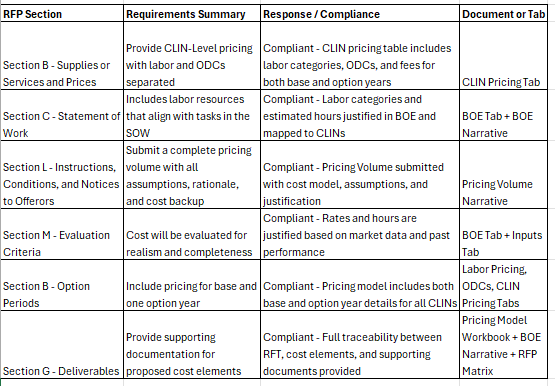 RFP Section Requirements Summary Response / Compliance Document or Tab
Section B - Supplies or
Services and Prices
Provide CLIN-Level pricing
with labor and ODCs
separated
Compliant - CLIN pricing table includes
labor categories, ODCs, and fees for
both base and option years
CLIN Pricing Tab
Section C - Statement of
Work
Includes labor resources
that align with tasks in the
SOW
Compliant - Labor categories and
estimated hours justified in BOE and
mapped to CLINs
BOE Tab + BOE
Narrative
Section L - Instructions,
Conditions, and Notices
to Offerors
Submit a complete pricing
volume with all
assumptions, rationale,
and cost backup
Compliant - Pricing Volume submitted
with cost model, assumptions, and
justification
Pricing Volume
Narrative
Section M - Evaluation
Criteria
Cost will be evaluated for
realism and completeness
Compliant - Rates and hours are
justified based on market data and past
performance
BOE Tab + Inputs
Tab
Section B - Option
Periods
Include pricing for base and
one option year
Compliant - Pricing model includes both
base and option year details for all CLINs
Labor Pricing,
ODCs, CLIN
Pricing Tabs
Section G - Deliverables
Provide supporting
documentation for
proposed cost elements
Compliant - Full traceability between
RFT, cost elements, and supporting
documents provided
Pricing Model
Workbook + BOE
Narrative + RFP
Matrix